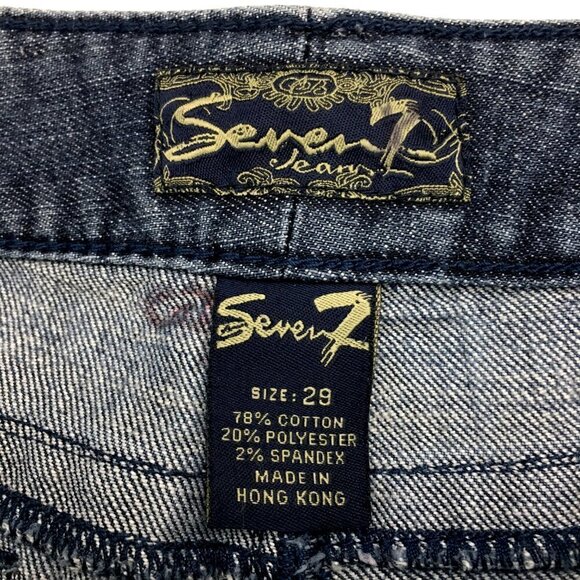 Seven7
Jeans
Seven7
SIZE: 29
78% COTTON
20% POLYESTER
2% SPANDEX
MADE IN
HONG KONG